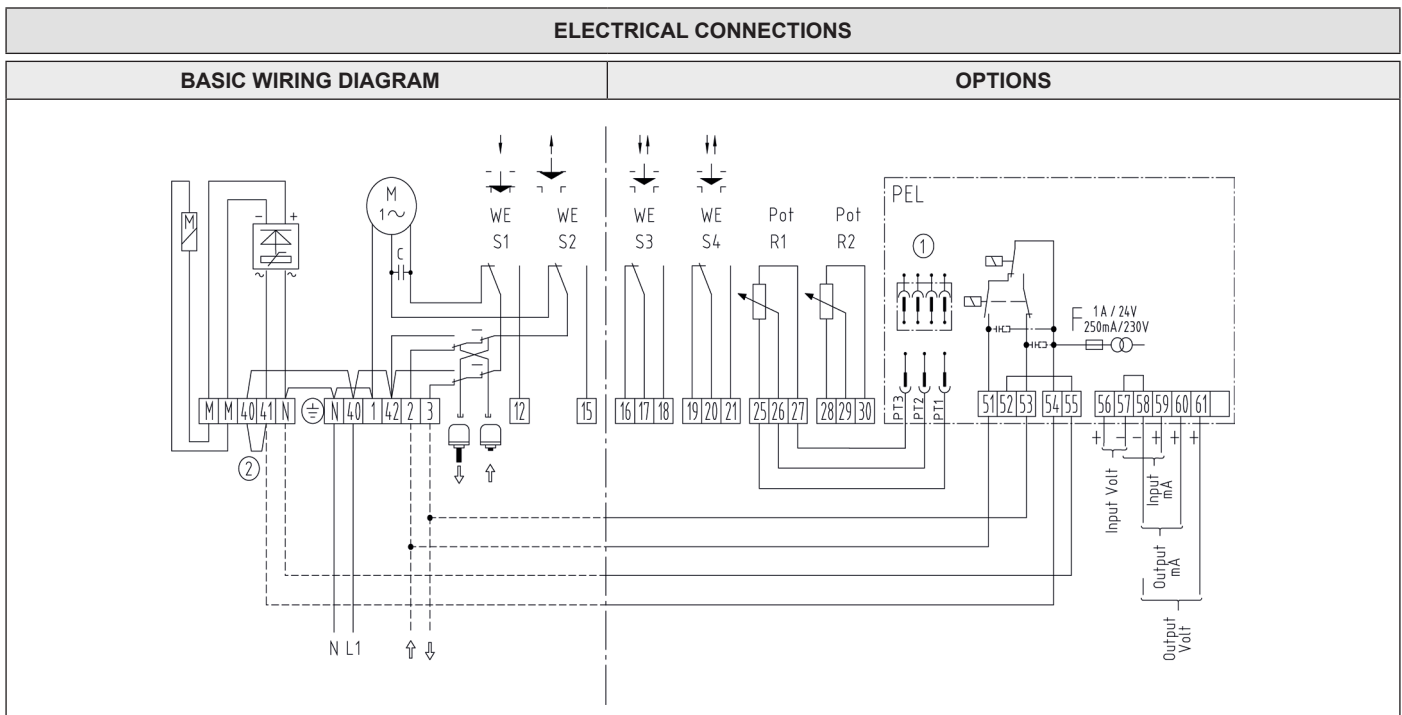 ELECTRICAL CONNECTIONS
BASIC WIRING DIAGRAM
OPTIONS
M
- +
~ ~
M
1~
C
WE
S1
WE
S2
WE
S3
WE
S4
Pot
R1
Pot
R2
PEL
1
F 1A / 24V
250mA/230V
PT3
PT2
PT1
M M 40 41 N
N 40 1 42 2 3
12
15
16 17 18
19 20 21
25 26 27
28 29 30
51 52 53 54 55
56 57 58 59 60 61
+ - - + + +
2
Input Volt
Input
mA
Output
mA
Output
Volt
N L1